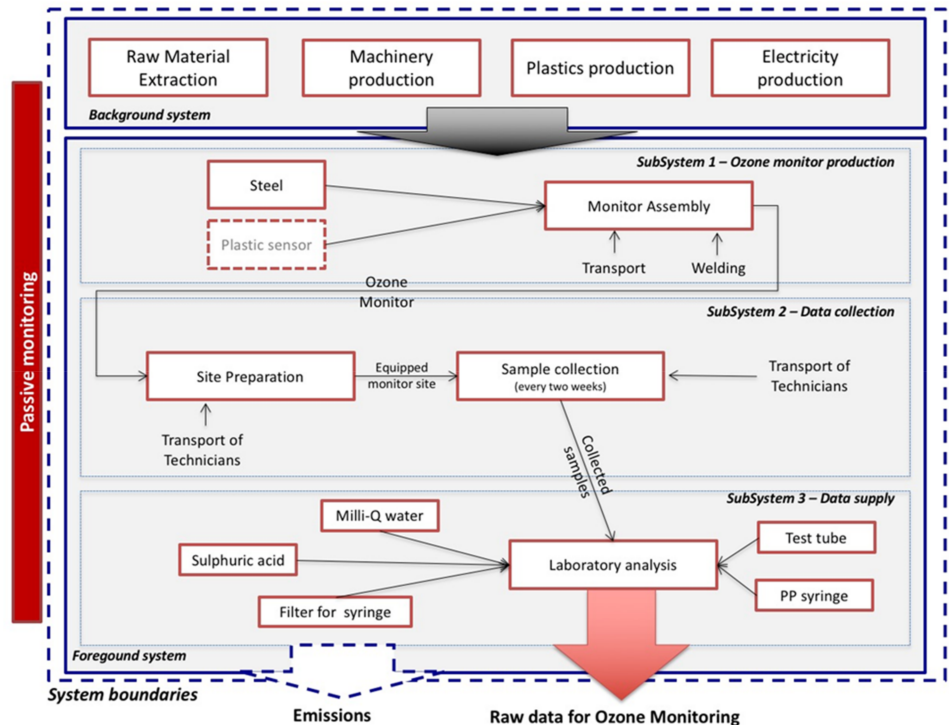 Passive monitoring
Raw Material
Extraction
Machinery
production
Plastics production
Electricity
production
Background system
SubSystem 1 – Ozone monitor production
Steel
Plastic sensor
Monitor Assembly
Transport
Welding
Ozone
Monitor
SubSystem 2 – Data collection
Site Preparation
Equipped
monitor site
Sample collection
(every two weeks)
Transport of
Technicians
Transport of
Technicians
Collected
samples
SubSystem 3 – Data supply
Milli-Q water
Sulphuric acid
Filter for syringe
Laboratory analysis
Test tube
PP syringe
Foreground system
System boundaries
Emissions
Raw data for Ozone Monitoring